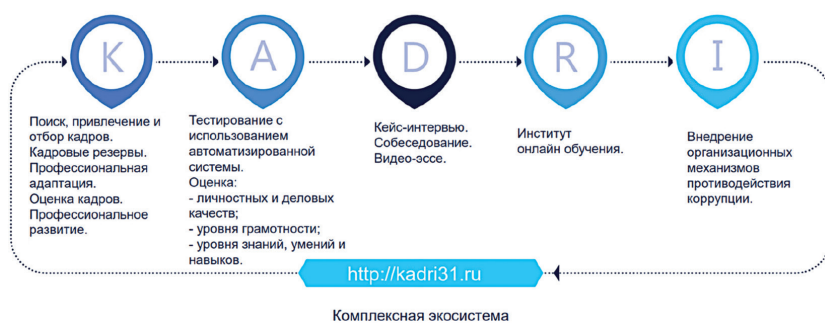 K
A
D
R
I
Поиск, привлечение и
отбор кадров.
Кадровые резервы.
Профессиональная
адаптация.
Оценка кадров.
Профессиональное
развитие.
Тестирование с
использованием
автоматизированной
системы.
Оценка:
- личностных и деловых
качеств;
- уровня грамотности;
- уровня знаний, умений и
навыков.
Кейс-интервью.
Собеседование.
Видео-эссе.
Институт
онлайн обучения.
Внедрение
организационных
механизмов
противодействия
коррупции.
http://kadri31.ru
Комплексная экосистема